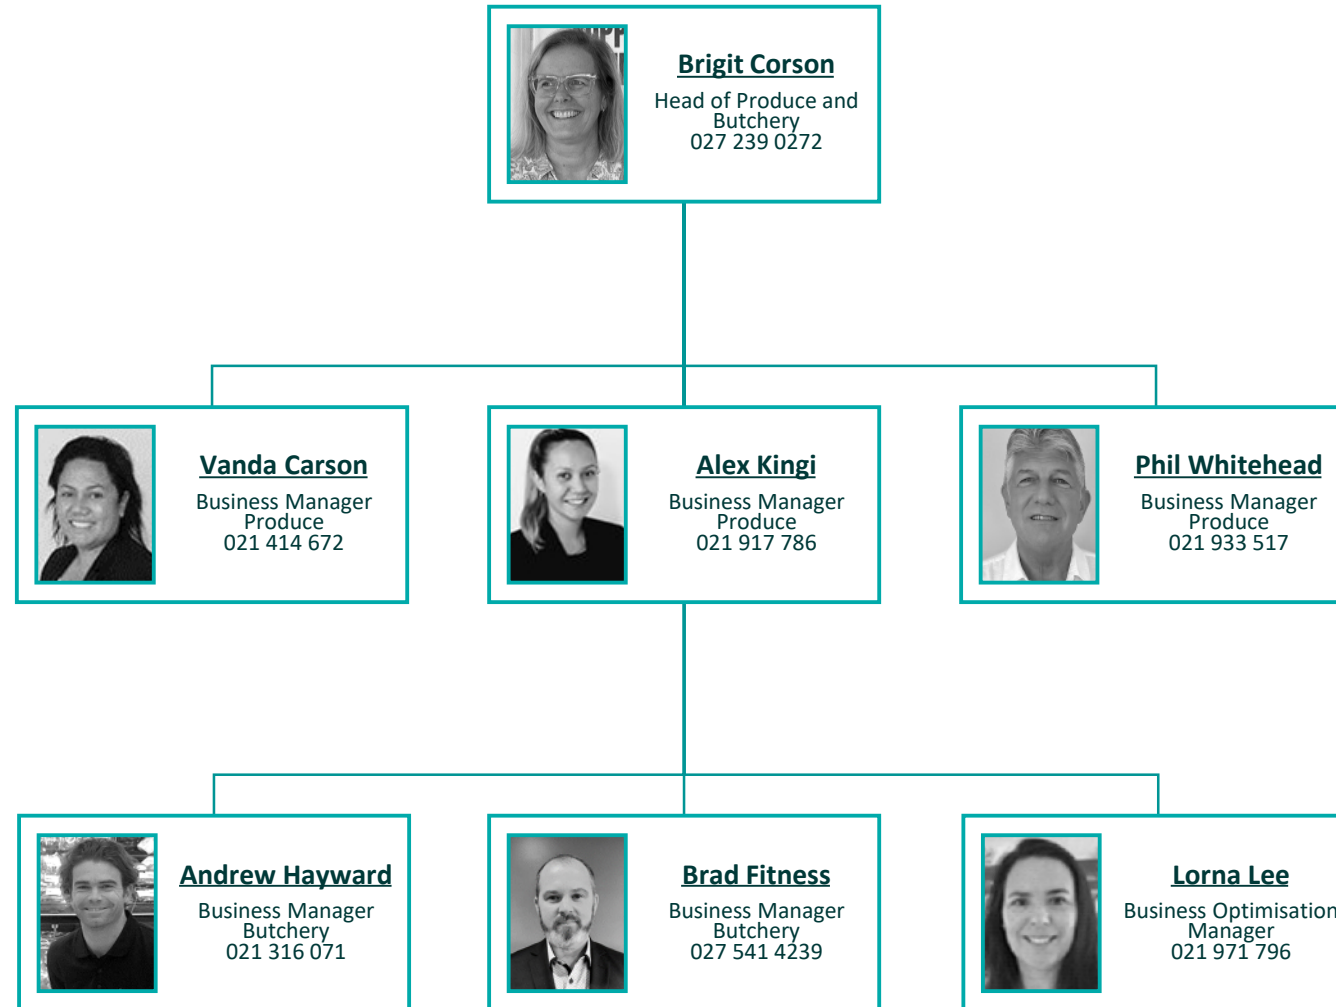 Brigit Corson
Head of Produce and
Butchery
027 239 0272
Vanda Carson
Business Manager
Produce
021 414 672
Alex Kingi
Business Manager
Produce
021 917 786
Phil Whitehead
Business Manager
Produce
021 933 517
Andrew Hayward
Business Manager
Butchery
021 316 071
Brad Fitness
Business Manager
Butchery
027 541 4239
Lorna Lee
Business Optimisation
Manager
021 971 796